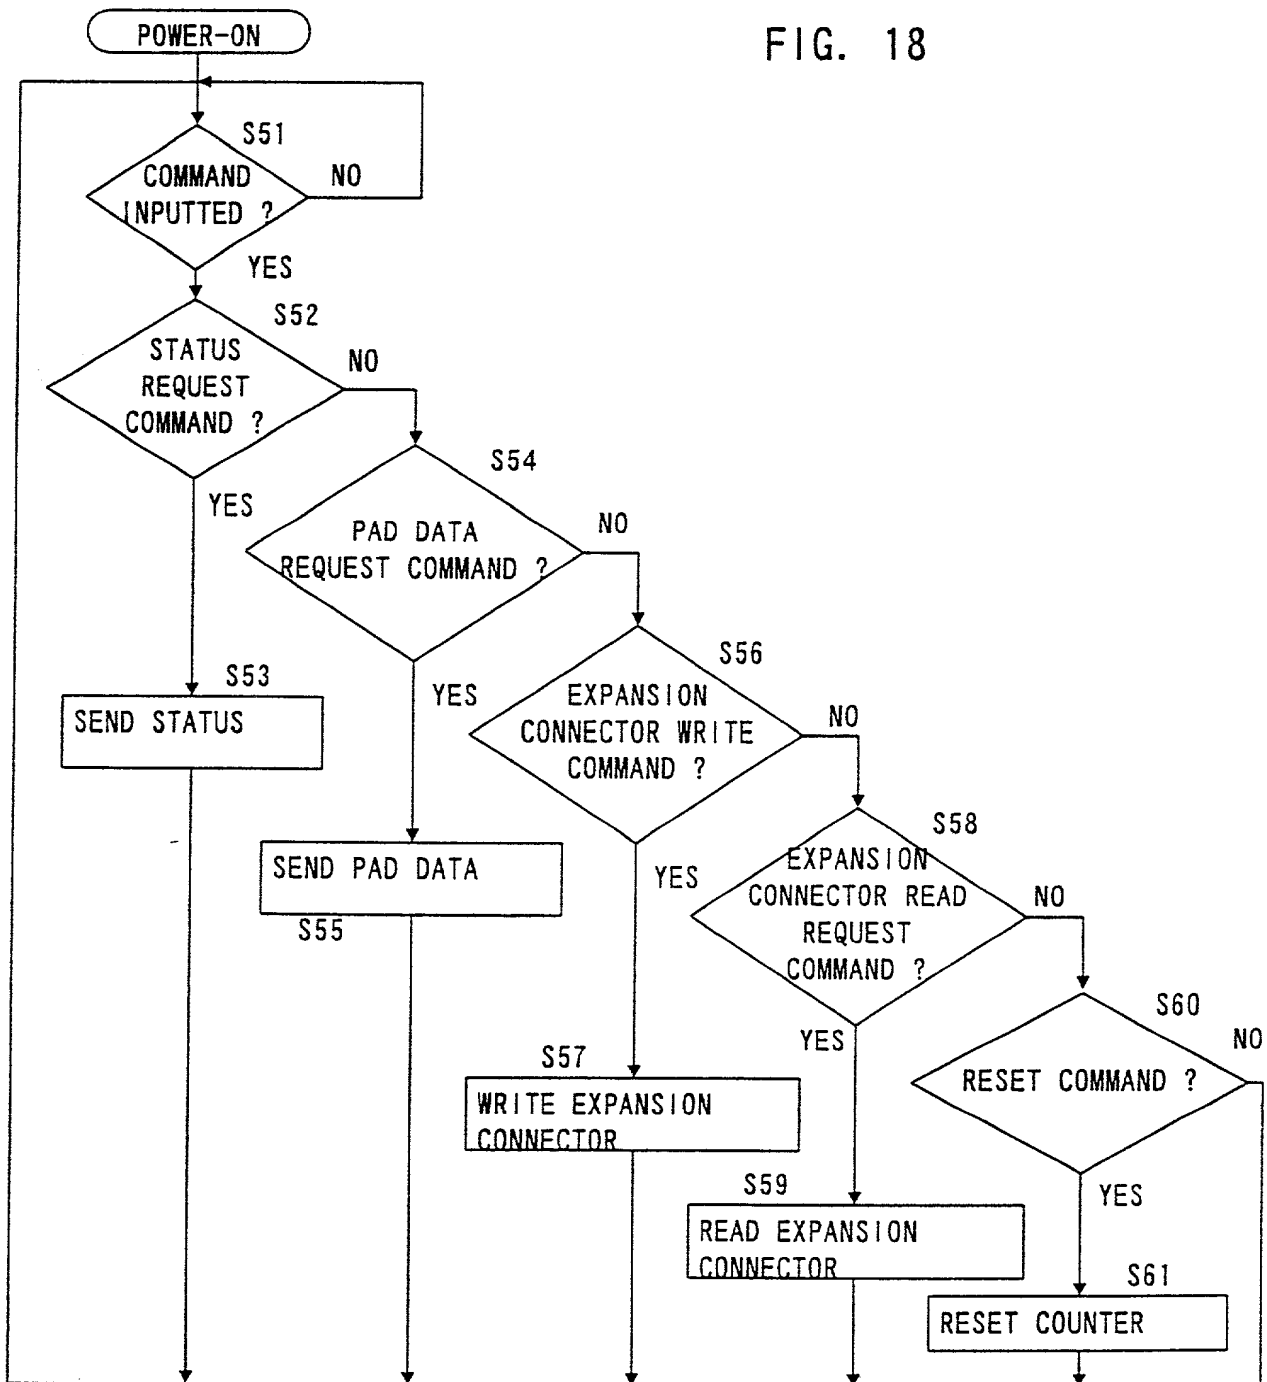 FIG. 18
POWER-ON
S51
COMMAND
INPUTTED ?
NO
YES
S52
STATUS
REQUEST
COMMAND ?
NO
YES
S54
PAD DATA
REQUEST COMMAND ?
NO
YES
S53
SEND STATUS
S56
EXPANSION
CONNECTOR WRITE
COMMAND ?
NO
YES
SEND PAD DATA
S55
S58
EXPANSION
CONNECTOR READ
REQUEST
COMMAND ?
NO
YES
S57
WRITE EXPANSION
CONNECTOR
S60
RESET COMMAND ?
NO
YES
S59
READ EXPANSION
CONNECTOR
S61
RESET COUNTER